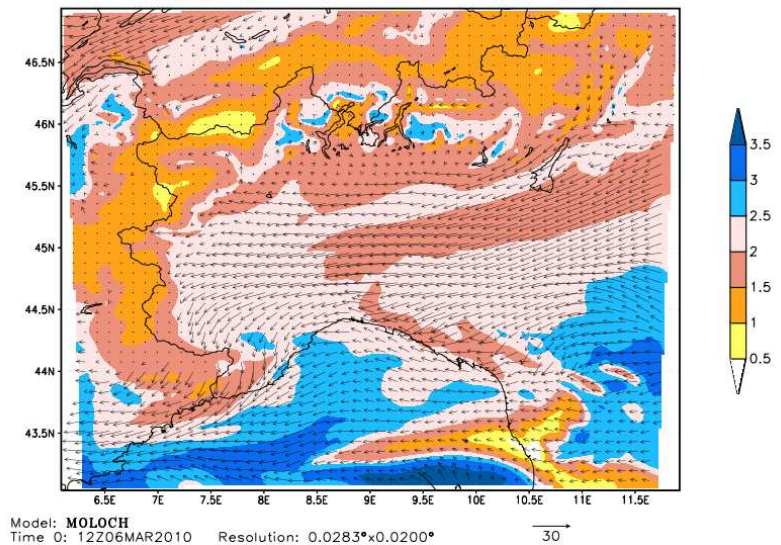 46.5N
46N
45.5N
45N
44.5N
44N
43.5N
6.5E 7E 7.5E 8E 8.5E 9E 9.5E 10E 10.5E 11E 11.5E
3.5
3
2.5
2
1.5
1
0.5
Model: MOLOCH
Time 0: 12Z06MAR2010 Resolution: 0.0283°x0.0200°
30